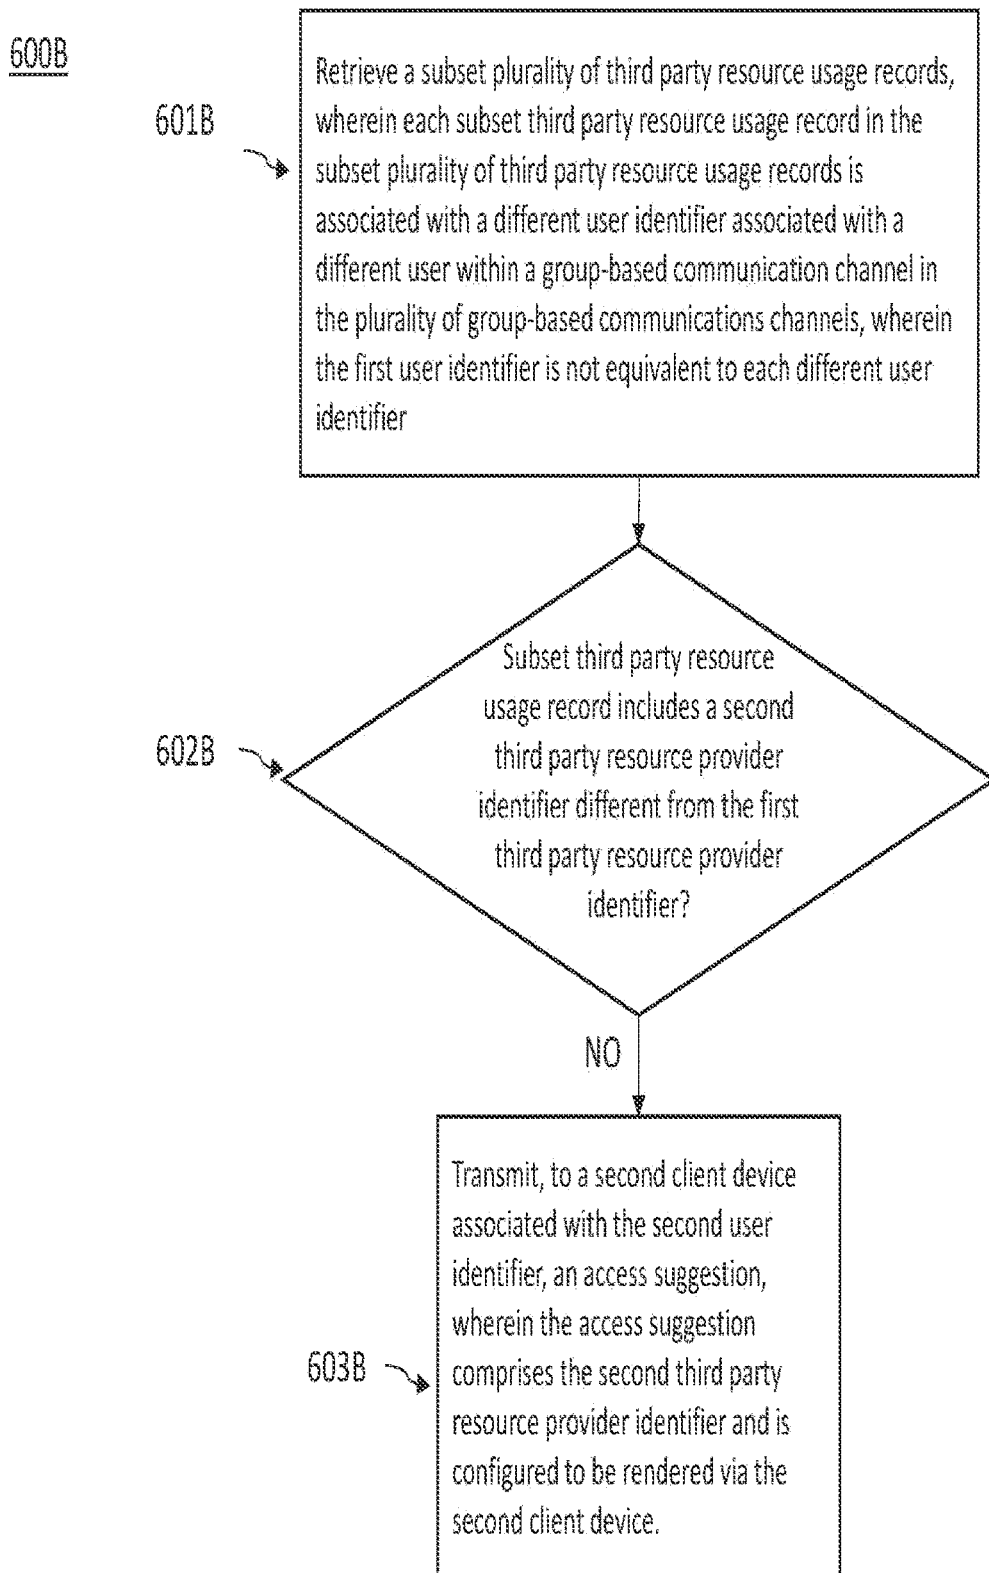 600B
601B
Retrieve a subset plurality of third party resource usage records,
wherein each subset third party resource usage record in the
subset plurality of third party resource usage records is
associated with a different user identifier associated with a
different user within a group-based communication channel in
the plurality of group-based communications channels, wherein
the first user identifier is not equivalent to each different user
identifier
602B
Subset third party resource
usage record includes a second
third party resource provider
identifier different from the first
third party resource provider
identifier?
NO
603B
Transmit, to a second client device
associated with the second user
identifier, an access suggestion,
wherein the access suggestion
comprises the second third party
resource provider identifier and is
configured to be rendered via the
second client device.